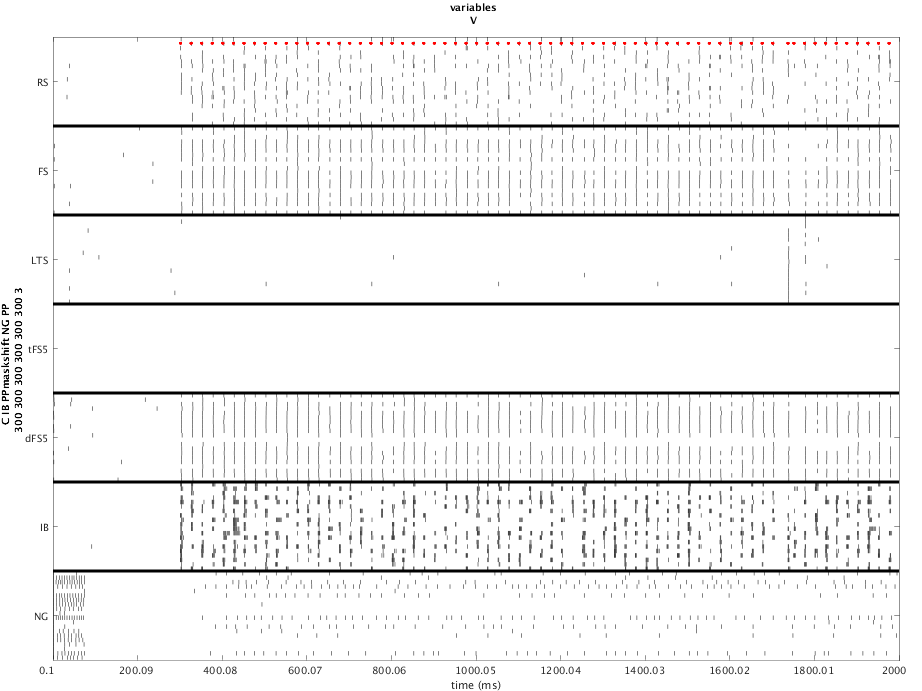 variables
V
RS
FS
LTS
tFS5
dFS5
IB
NG
C IB PPmaskshift NG PP
300 300 300 300 300 300 3
0.1 200.09 400.08 600.07 800.06 1000.05 1200.04 1400.03 1600.02 1800.01 2000
time (ms)